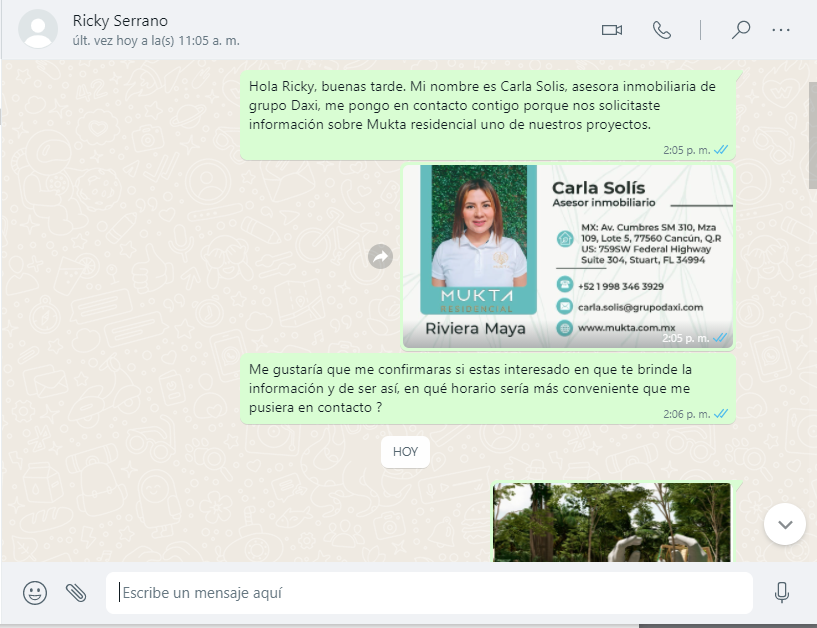 Ricky Serrano
últ. vez hoy a la(s) 11:05 a. m.
Hola Ricky, buenas tarde. Mi nombre es Carla Solis, asesora inmobiliaria de
grupo Daxi, me pongo en contacto contigo porque nos solicitaste
información sobre Mukta residencial uno de nuestros proyectos.
2:05 p. m.
MUKTA
RESIDENCIAL
Riviera Maya
Carla Solís
Asesor inmobiliario
MX: Av. Cumbres SM 310, Mza
109, Lote 5, 77560 Cancún, Q.R
US: 759SW Federal Highway
Suite 304, Stuart, FL 34994
+52 1 998 346 3929
carla.solis@grupodaxi.com
www.mukta.com.mx
2:05 p. m.
Me gustaría que me confirmaras si estas interesado en que te brinde la
información y de ser así, en qué horario sería más conveniente que me
pusiera en contacto ?
2:06 p. m.
HOY
Escribe un mensaje aquí